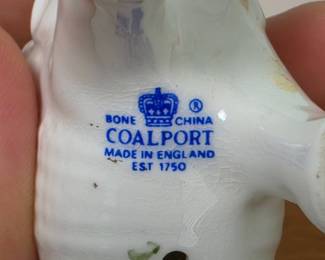 ®
BONE CHINA
COALPORT
MADE IN ENGLAND
EST 1750